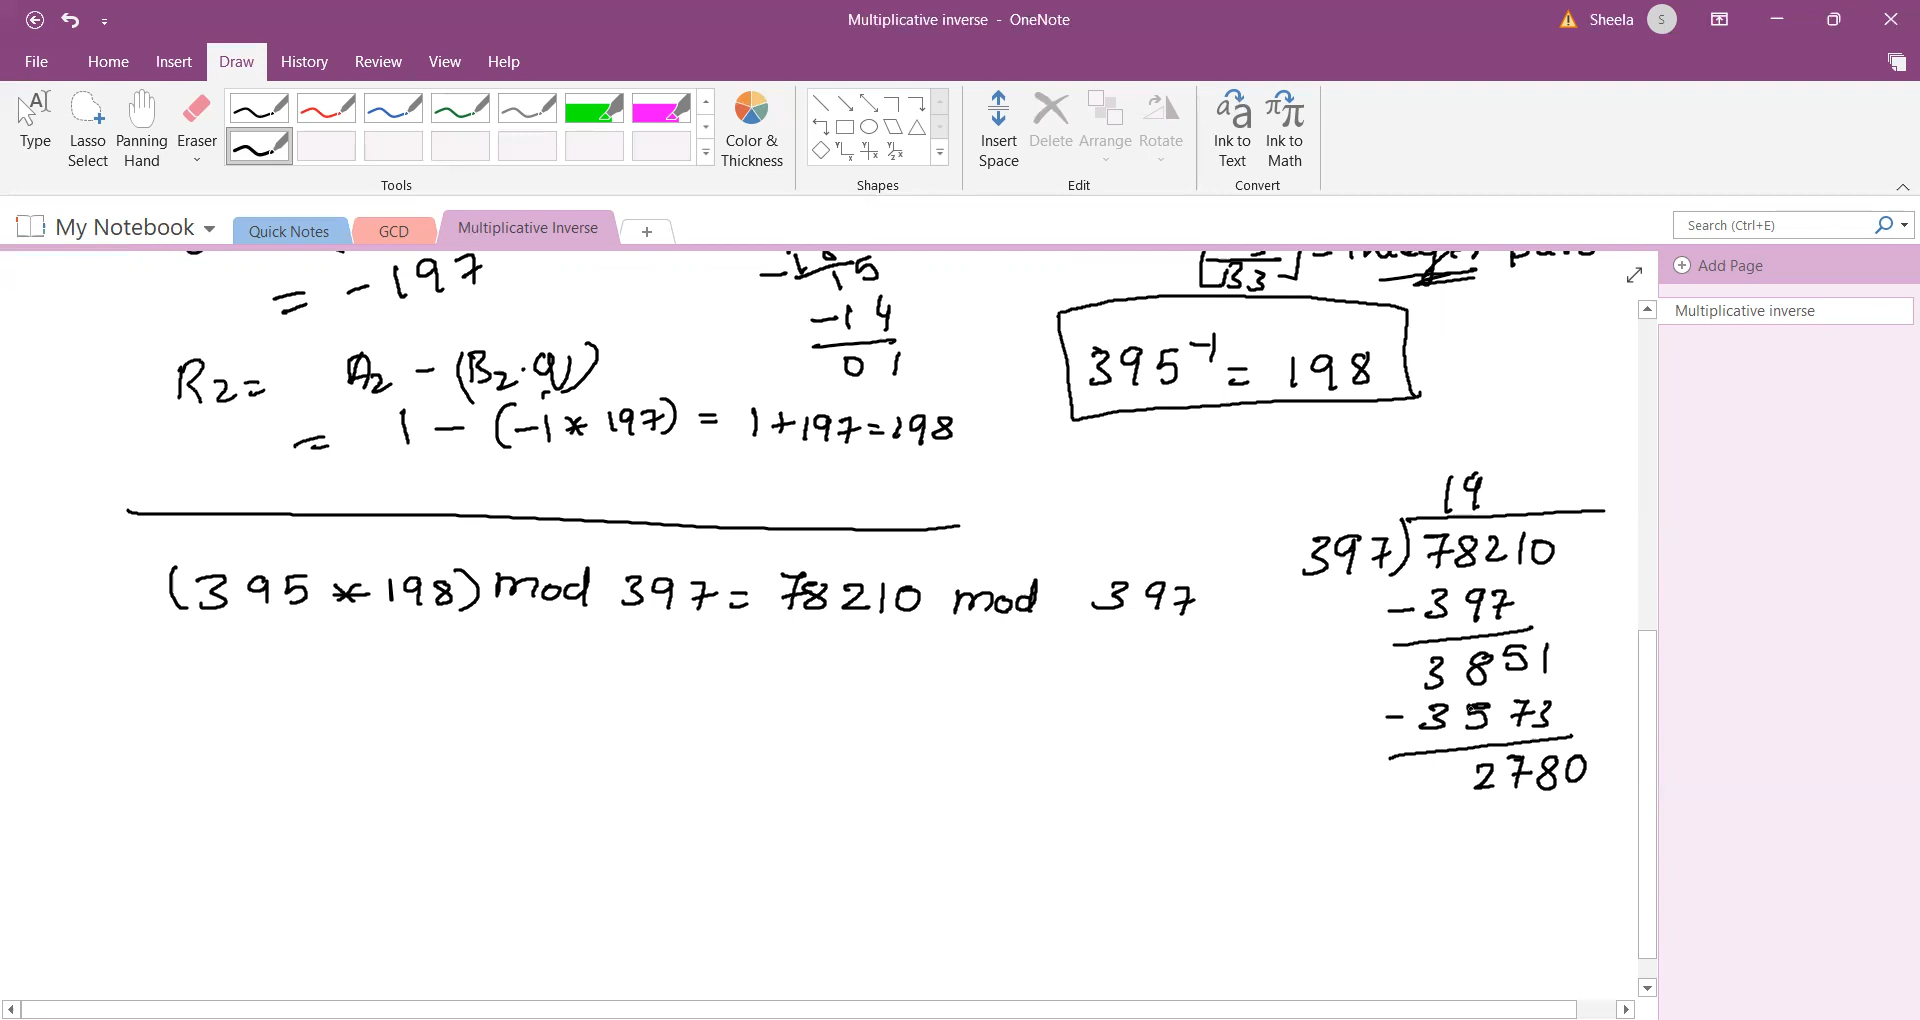 Multiplicative inverse - OneNote
Sheela
S
File Home Insert Draw History Review View Help
Type
Lasso Select
Panning Hand
Eraser
Color & Thickness
Insert Space
Delete
Arrange
Rotate
Ink to Text
Ink to Math
Tools
Shapes
Edit
Convert
My Notebook
Quick Notes
GCD
Multiplicative Inverse
+
Search (Ctrl+E)
Add Page
Multiplicative inverse
= -197
R2 = A2 - (B2 · q)
= 1 - (-1 * 197) = 1 + 197 = 198
15
-14
01
33
395⁻¹ = 198
(395 * 198) mod 397 = 78210 mod 397
19
397) 78210
-397
3851
-3573
2780